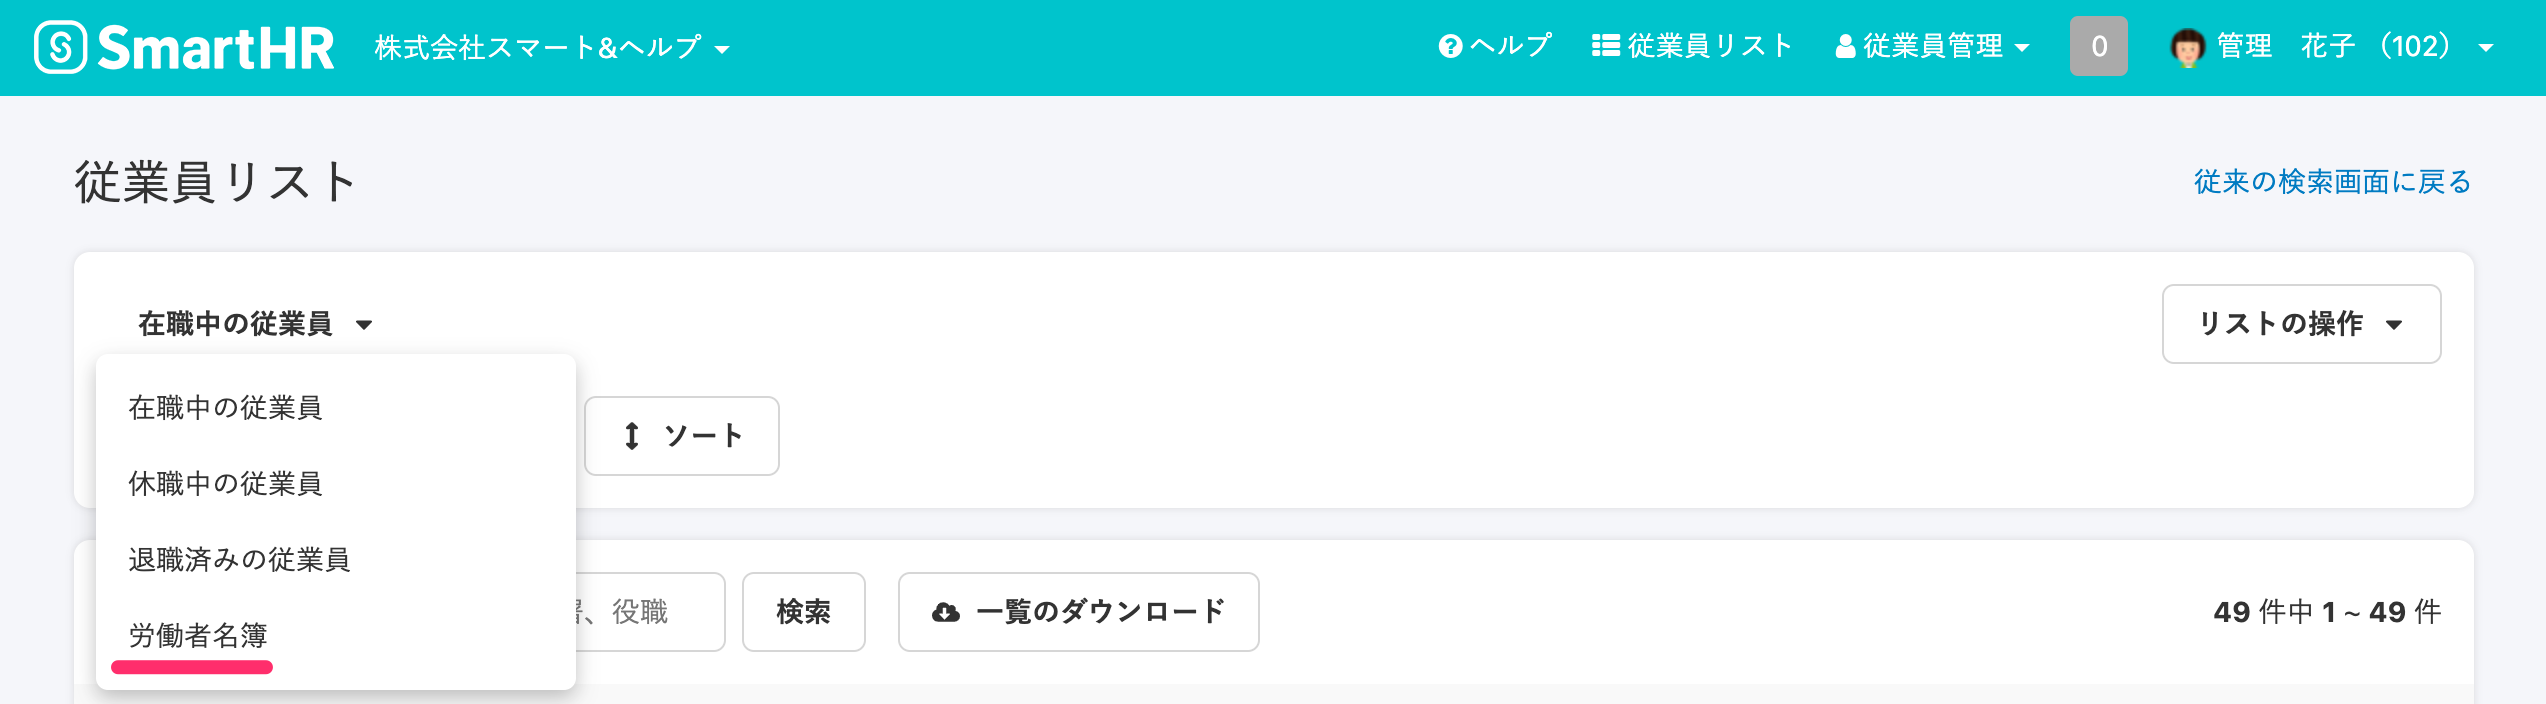 SmartHR 株式会社スマート&ヘルプ ヘルプ 従業員リスト 従業員管理 0 管理 花子 (102)
従業員リスト 従来の検索画面に戻る
在職中の従業員 リストの操作
在職中の従業員
ソート
休職中の従業員
退職済みの従業員
、役職 検索 一覧のダウンロード 49 件中 1 ~ 49 件
労働者名簿